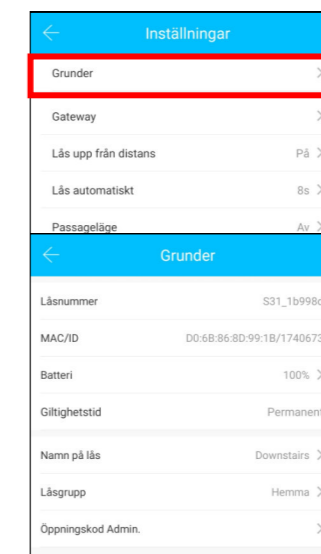 Inställningar
Grunder
Gateway
Lås upp från distans På
Lås automatiskt 8s
Passageläge Av
Grunder
Låsnummer S31_1b998c
MAC/ID D0:6B:86:8D:99:1B/1740673
Batteri 100%
Giltighetstid Permanent
Namn på lås Downstairs
Låsgrupp Hemma
Öppningskod Admin.